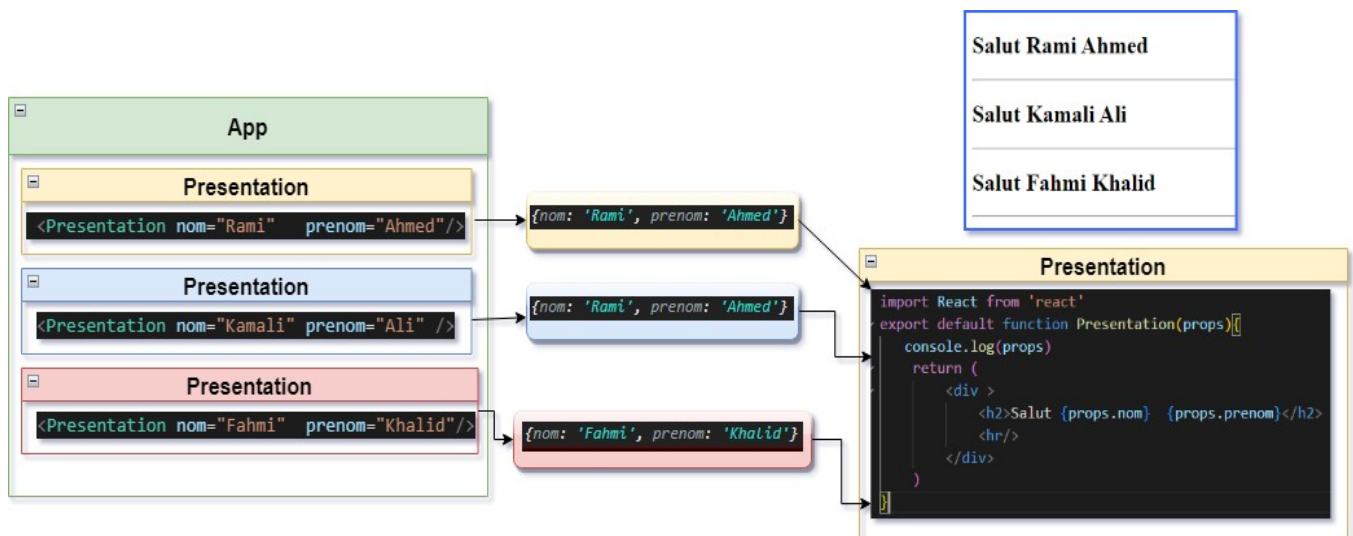 App
Presentation
<Presentation nom="Rami"   prenom="Ahmed"/>
Presentation
<Presentation nom="Kamali" prenom="Ali" />
Presentation
<Presentation nom="Fahmi"  prenom="Khalid"/>
{nom: 'Rami', prenom: 'Ahmed'}
{nom: 'Rami', prenom: 'Ahmed'}
{nom: 'Fahmi', prenom: 'Khalid'}
Salut Rami Ahmed
Salut Kamali Ali
Salut Fahmi Khalid
Presentation
import React from 'react'
export default function Presentation(props){
console.log(props)
return (
<div >
<h2>Salut {props.nom}  {props.prenom}</h2>
<hr/>
</div>
)
}